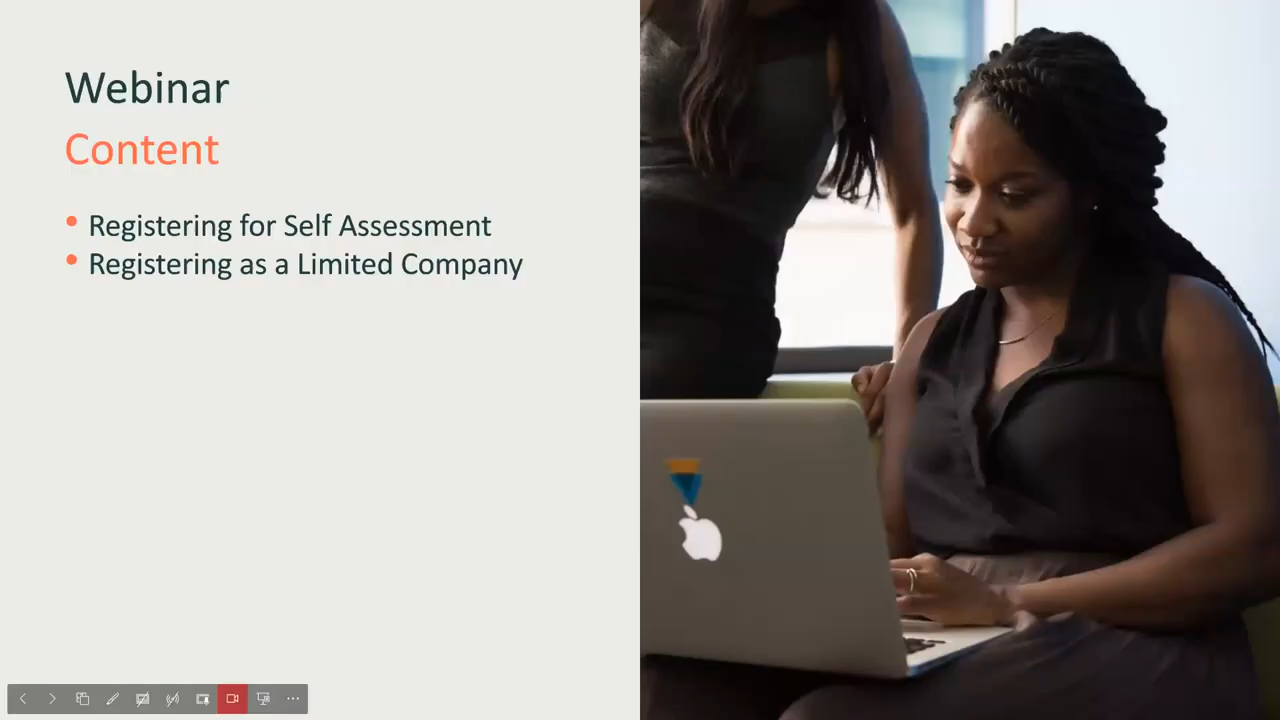 Webinar
Content
• Registering for Self Assessment
• Registering as a Limited Company